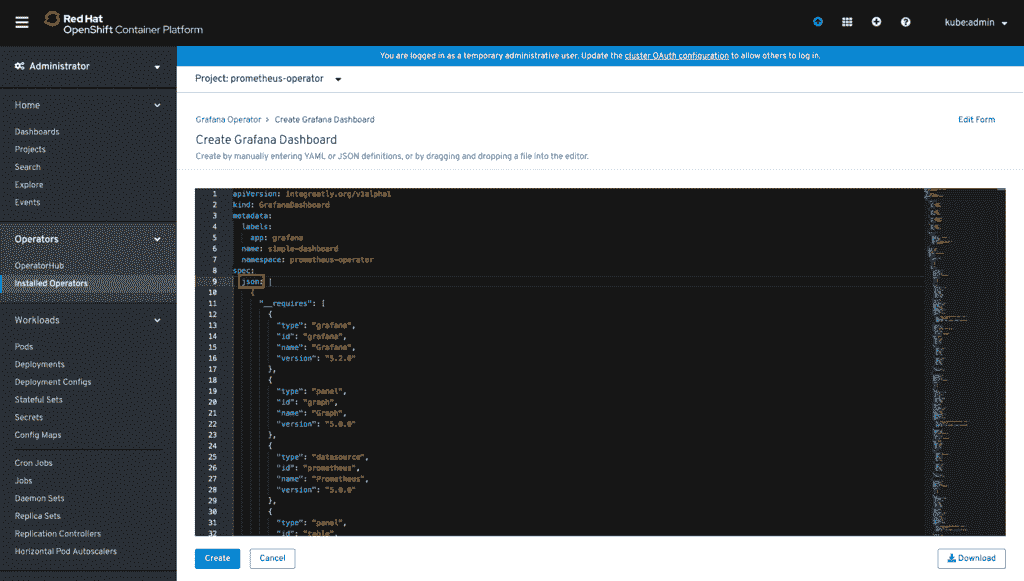 Red Hat
OpenShift Container Platform
kube:admin
Administrator
You are logged in as a temporary administrative user. Update the cluster OAuth configuration to allow others to log in.
Project: prometheus-operator
Home
Dashboards
Projects
Search
Explore
Events
Operators
OperatorHub
Installed Operators
Workloads
Pods
Deployments
Deployment Configs
Stateful Sets
Secrets
Config Maps
Cron Jobs
Jobs
Daemon Sets
Replica Sets
Replication Controllers
Horizontal Pod Autoscalers
Grafana Operator > Create Grafana Dashboard
Edit Form
Create Grafana Dashboard
Create by manually entering YAML or JSON definitions, or by dragging and dropping a file into the editor.
1 apiVersion: integreatly.org/v1alpha1
2 kind: GrafanaDashboard
3 metadata:
4 labels:
5 app: grafana
6 name: simple-dashboard
7 namespace: prometheus-operator
8 spec:
9 json: |
10 {
11 "__requires": [
12 {
13 "type": "grafana",
14 "id": "grafana",
15 "name": "Grafana",
16 "version": "5.2.0"
17 },
18 {
19 "type": "panel",
20 "id": "graph",
21 "name": "Graph",
22 "version": "5.0.0"
23 },
24 {
25 "type": "datasource",
26 "id": "prometheus",
27 "name": "Prometheus",
28 "version": "5.0.0"
29 },
30 {
31 "type": "panel",
32 "id": "table",
Create
Cancel
Download